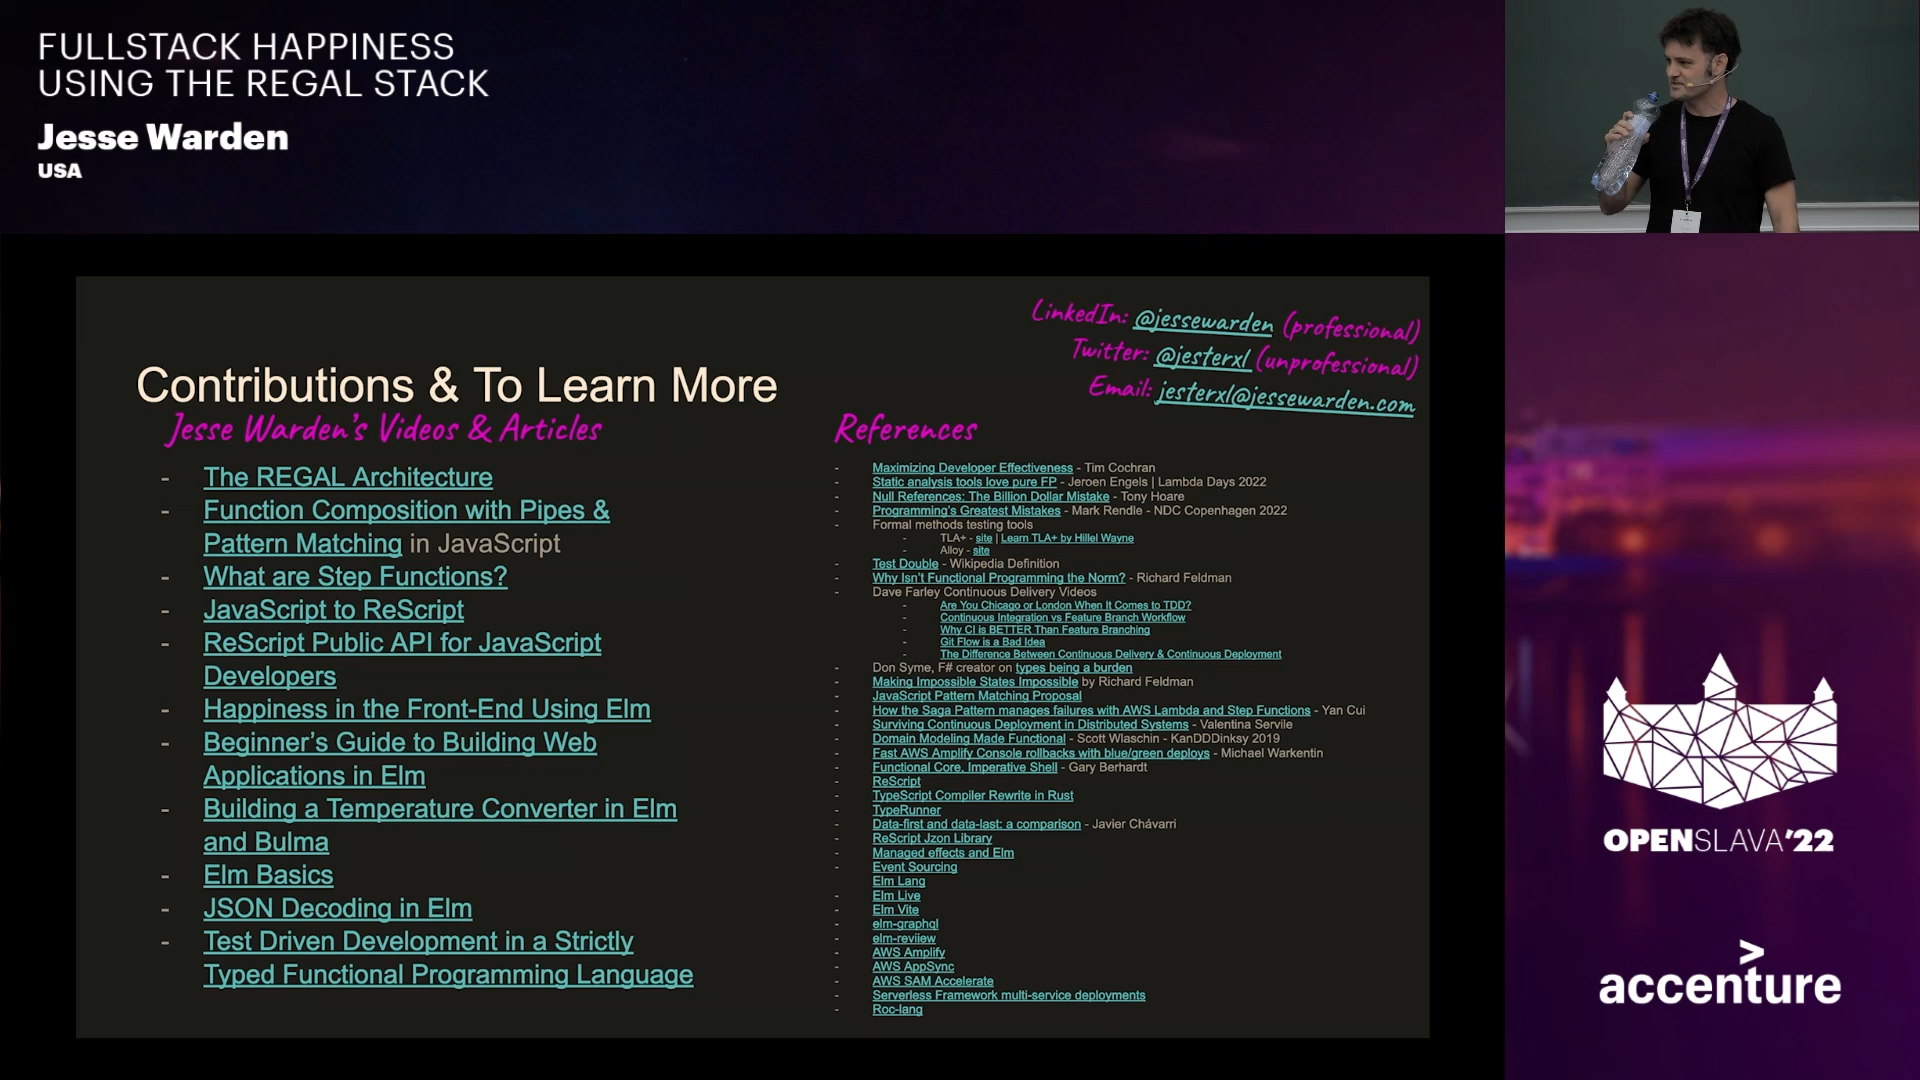 FULLSTACK HAPPINESS
USING THE REGAL STACK
Jesse Warden
USA
LinkedIn: @jessewarden (professional)
Twitter: @jesterxl (unprofessional)
Email: jesterxl@jessewarden.com
Contributions & To Learn More
Jesse Warden's Videos & Articles
- The REGAL Architecture
- Function Composition with Pipes &
Pattern Matching in JavaScript
- What are Step Functions?
- JavaScript to ReScript
- ReScript Public API for JavaScript
Developers
- Happiness in the Front-End Using Elm
- Beginner's Guide to Building Web
Applications in Elm
- Building a Temperature Converter in Elm
and Bulma
- Elm Basics
- JSON Decoding in Elm
- Test Driven Development in a Strictly
Typed Functional Programming Language
References
- Maximizing Developer Effectiveness - Tim Cochran
- Static analysis tools love pure FP - Jeroen Engels | Lambda Days 2022
- Null References: The Billion Dollar Mistake - Tony Hoare
- Programming's Greatest Mistakes - Mark Rendle - NDC Copenhagen 2022
- Formal methods testing tools
- TLA+ - site | Learn TLA+ by Hillel Wayne
- Alloy - site
- Test Double - Wikipedia Definition
- Why Isn't Functional Programming the Norm? - Richard Feldman
- Dave Farley Continuous Delivery Videos
- Are You Chicago or London When It Comes to TDD?
- Continuous Integration vs Feature Branch Workflow
- Why CI is BETTER Than Feature Branching
- Git Flow is a Bad Idea
- The Difference Between Continuous Delivery & Continuous Deployment
- Don Syme, F# creator on types being a burden
- Making Impossible States Impossible by Richard Feldman
- JavaScript Pattern Matching Proposal
- How the Saga Pattern manages failures with AWS Lambda and Step Functions - Yan Cui
- Surviving Continuous Deployment in Distributed Systems - Valentina Servile
- Domain Modeling Made Functional - Scott Wlaschin - KanDDDinksy 2019
- Fast AWS Amplify Console rollbacks with blue/green deploys - Michael Warkentin
- Functional Core, Imperative Shell - Gary Berhardt
- ReScript
- TypeScript Compiler Rewrite in Rust
- TypeRunner
- Data-first and data-last: a comparison - Javier Chávarri
- ReScript Jzon Library
- Managed effects and Elm
- Event Sourcing
Elm Lang
- Elm Live
- Elm Vite
- elm-graphql
- elm-reviiew
- AWS Amplify
- AWS AppSync
- AWS SAM Accelerate
- Serverless Framework multi-service deployments
- Roc-lang
OPENSLAVA'22
accenture